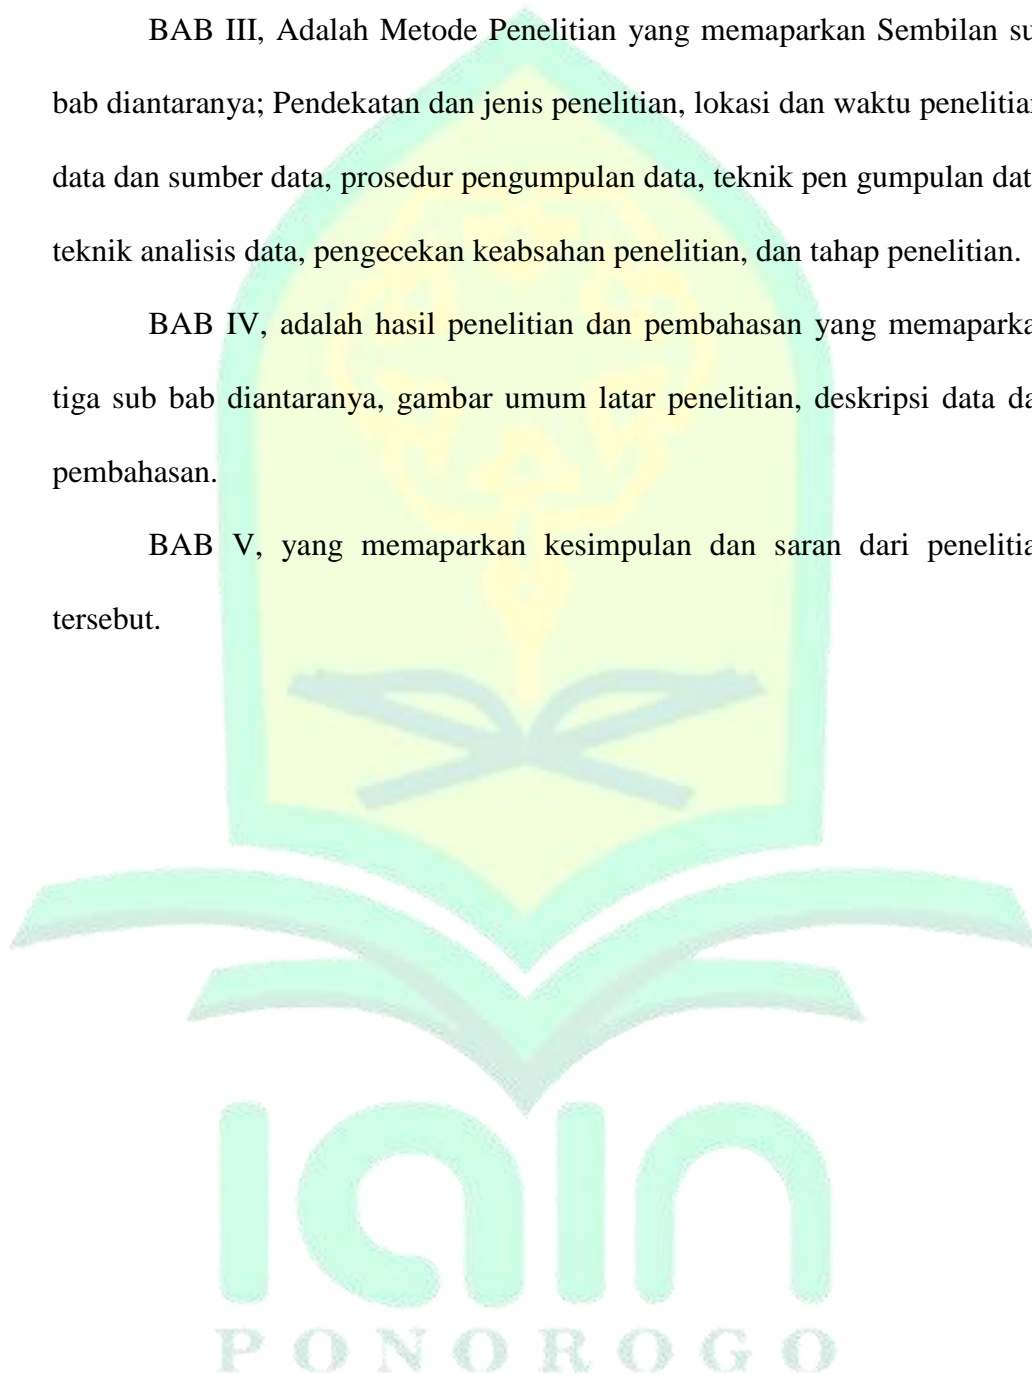 BAB III, Adalah Metode Penelitian yang memaparkan Sembilan su
bab diantaranya; Pendekatan dan jenis penelitian, lokasi dan waktu penelitian
data dan sumber data, prosedur pengumpulan data, teknik pen gumpulan dat
teknik analisis data, pengecekan keabsahan penelitian, dan tahap penelitian.
BAB IV, adalah hasil penelitian dan pembahasan yang memaparka
tiga sub bab diantaranya, gambar umum latar penelitian, deskripsi data da
pembahasan.
BAB V, yang memaparkan kesimpulan dan saran dari penelitia
tersebut.
IAIN
PONOROGO